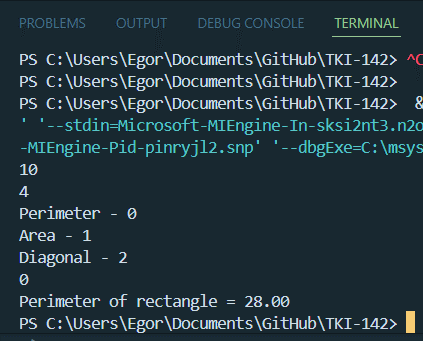 PROBLEMS OUTPUT DEBUG CONSOLE TERMINAL
PS C:\Users\Egor\Documents\GitHub\TKI-142> ^C
PS C:\Users\Egor\Documents\GitHub\TKI-142>
PS C:\Users\Egor\Documents\GitHub\TKI-142>  &
' '--stdin=Microsoft-MIEngine-In-sksi2nt3.n2o
-MIEngine-Pid-pinryjl2.snp' '--dbgExe=C:\msys
10
4
Perimeter - 0
Area - 1
Diagonal - 2
0
Perimeter of rectangle = 28.00
PS C:\Users\Egor\Documents\GitHub\TKI-142>